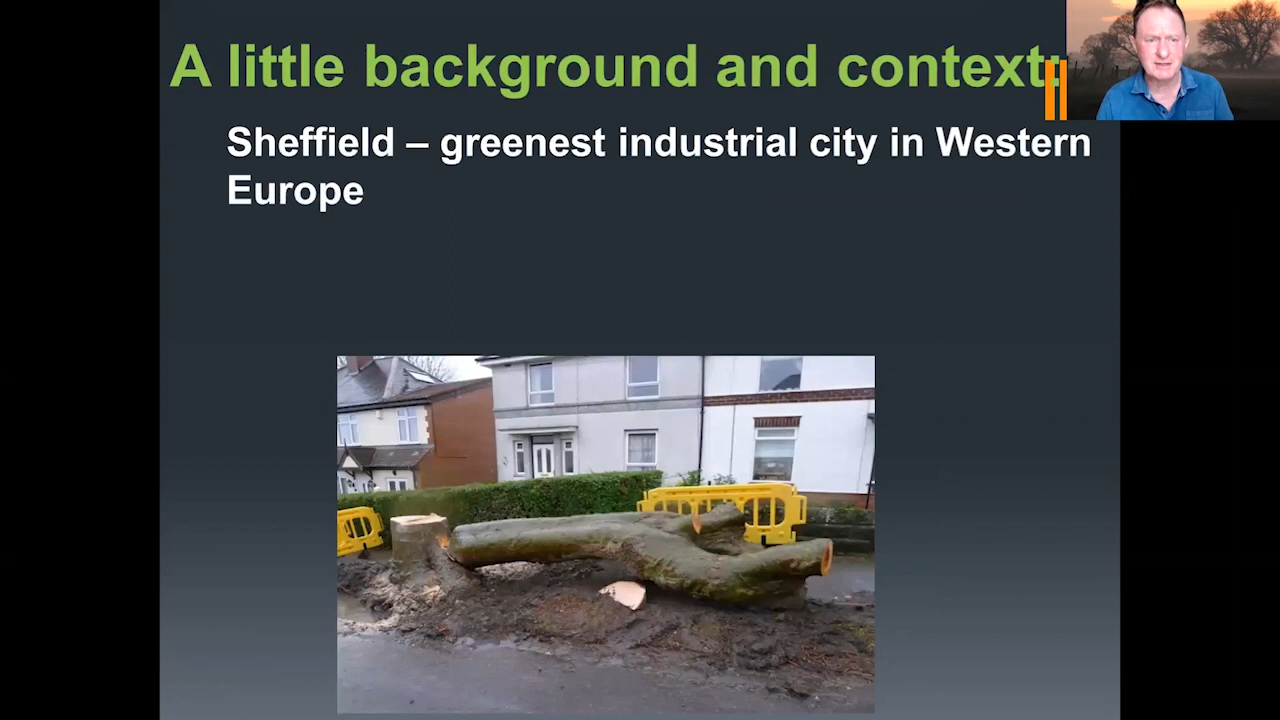 A little background and context:
Sheffield – greenest industrial city in Western
Europe